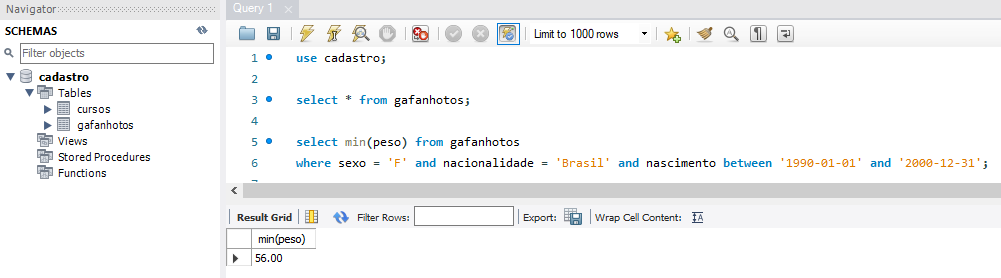 Navigator
SCHEMAS
Filter objects
cadastro
Tables
cursos
gafanhotos
Views
Stored Procedures
Functions
Query 1
Limit to 1000 rows
1 use cadastro;
2
3 select * from gafanhotos;
4
5 select min(peso) from gafanhotos
6 where sexo = 'F' and nacionalidade = 'Brasil' and nascimento between '1990-01-01' and '2000-12-31';
Result Grid Filter Rows: Export: Wrap Cell Content: IA
min(peso)
56.00